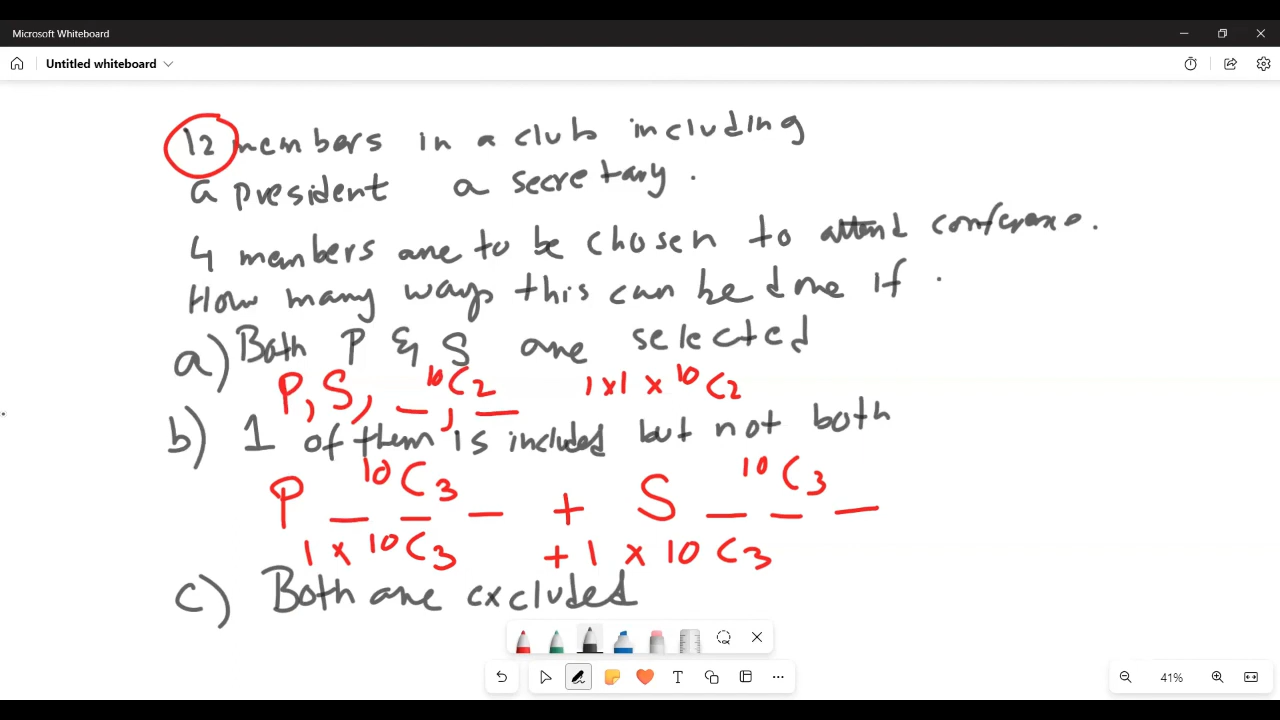 Microsoft Whiteboard
Untitled whiteboard
12 members in a club including
a president a secretary.
4 members are to be chosen to attend conference.
How many ways this can be done if
a) Both P & S are selected
P, S, __, __ 10C2 1x1 x 10C2
b) 1 of them is included but not both
P 10C3 _ _ _ + S 10C3 _ _ _
1 x 10C3 + 1 x 10C3
c) Both are excluded
41%